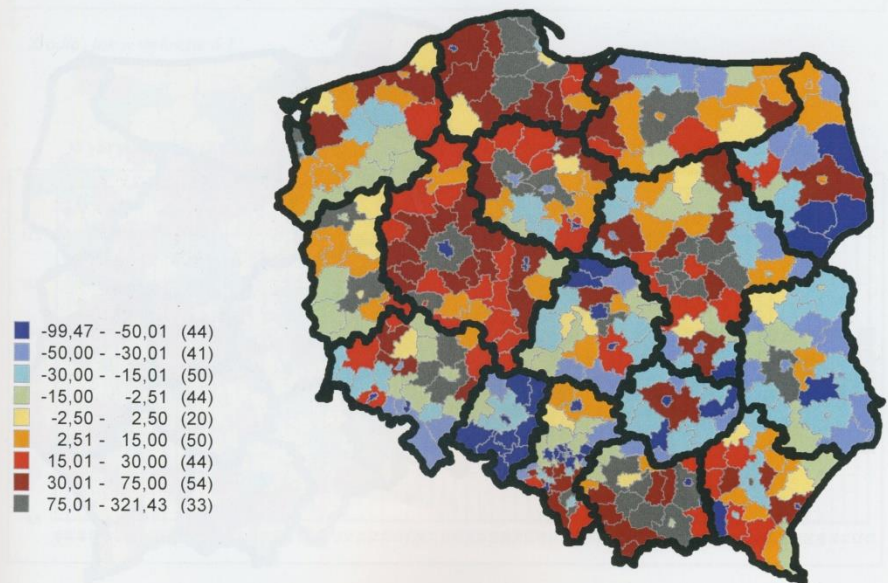 -99,47 - -50,01 (44)
-50,00 - -30,01 (41)
-30,00 - -15,01 (50)
-15,00 -2,51 (44)
-2,50 - 2,50 (20)
2,51 - 15,00 (50)
15,01 - 30,00 (44)
30,01 - 75,00 (54)
75,01 - 321,43 (33)